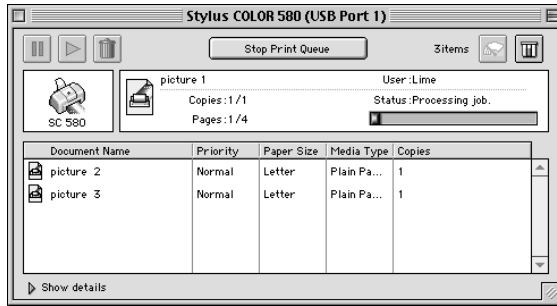 Stylus COLOR 580 (USB Port 1)
Stop Print Queue
3items
picture 1
User:Lime
Copies:1/1
Status:Processing job.
Pages:1/4
SC 580
Document Name Priority Paper Size Media Type Copies
picture 2 Normal Letter Plain Pa... 1
picture 3 Normal Letter Plain Pa... 1
Show details